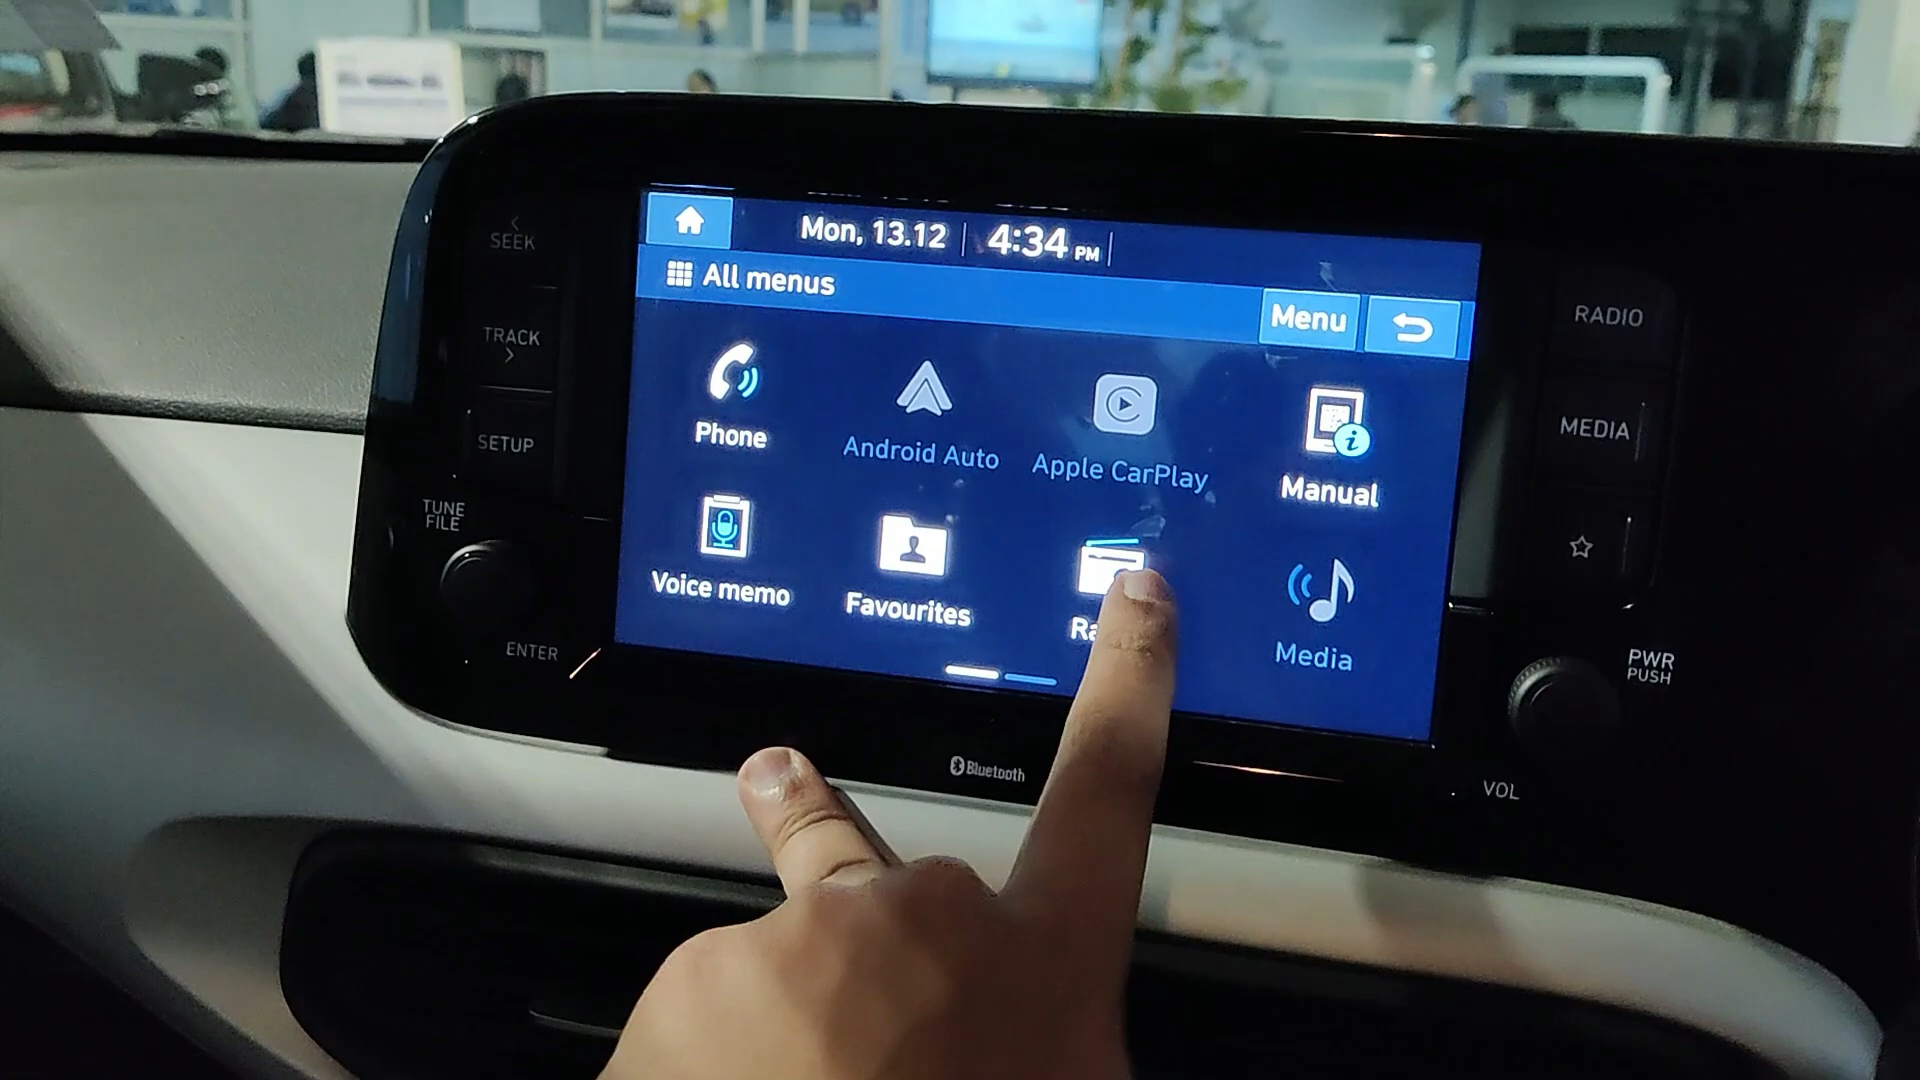 SEEK
TRACK
SETUP
TUNE
FILE
ENTER
Mon, 13.12
4:34 PM
All menus
Menu
Phone
Android Auto
Apple CarPlay
Manual
Voice memo
Favourites
Media
Bluetooth
RADIO
MEDIA
PWR
PUSH
VOL